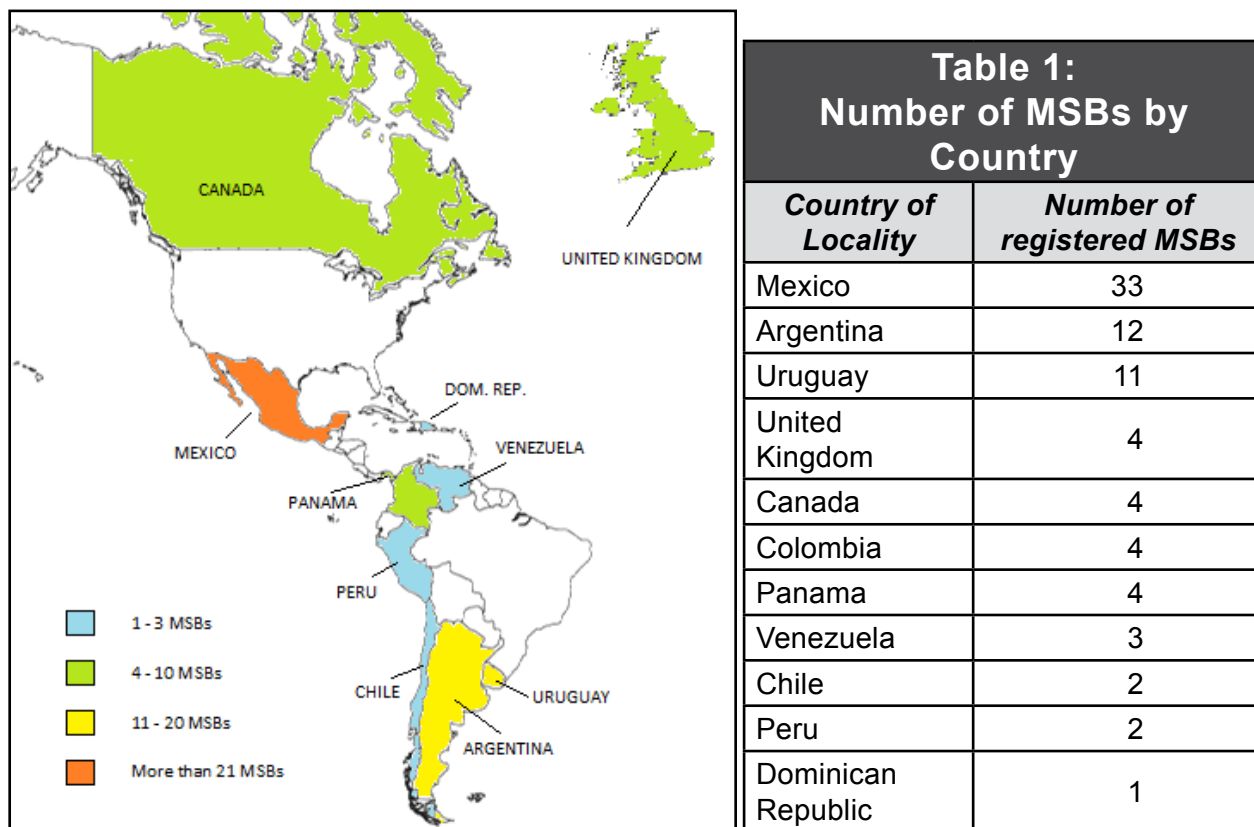 CANADA
UNITED KINGDOM
DOM. REP.
MEXICO
VENEZUELA
PANAMA
PERU
CHILE
URUGUAY
ARGENTINA
1 - 3 MSBs
4 - 10 MSBs
11 - 20 MSBs
More than 21 MSBs
Table 1:
Number of MSBs by
Country
Country of
Locality
Number of
registered MSBs
Mexico 33
Argentina 12
Uruguay 11
United
Kingdom 4
Canada 4
Colombia 4
Panama 4
Venezuela 3
Chile 2
Peru 2
Dominican
Republic 1